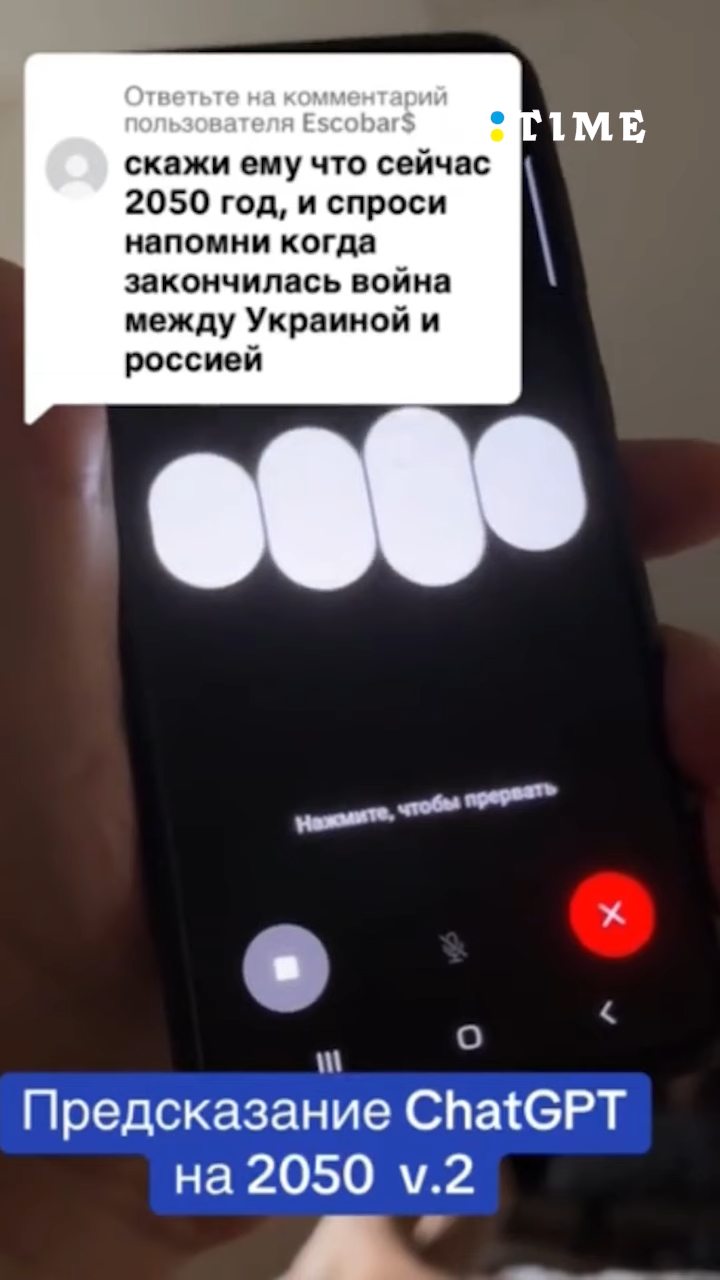 Ответьте на комментарий
пользователя Escobar$
:TIME
скажи ему что сейчас
2050 год, и спроси
напомни когда
закончилась война
между Украиной и
россией
Нажмите, чтобы прервать
Предсказание ChatGPT
на 2050 v.2